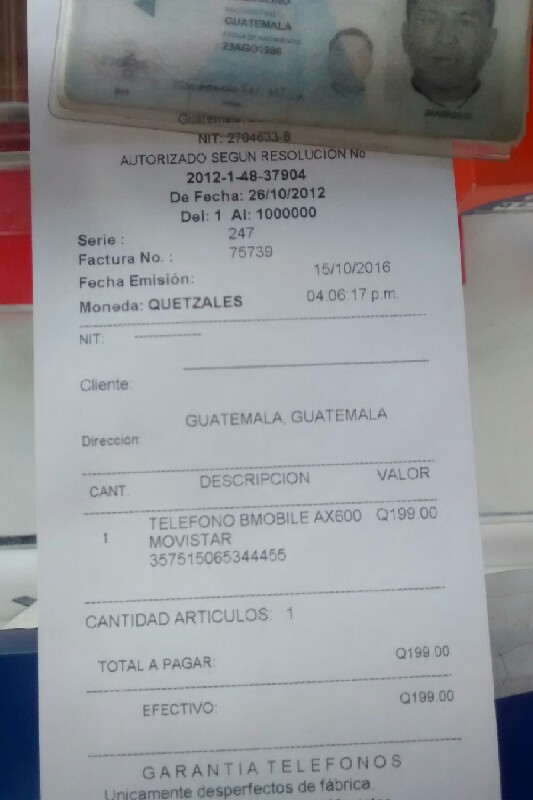 GUATEMALA
23AGO1986
NIT: 2704633-8
AUTORIZADO SEGUN RESOLUCION No
2012-1-48-37904
De Fecha: 26/10/2012
Del: 1 Al: 1000000
Serie : 247
Factura No. : 75739
Fecha Emisión: 15/10/2016
Moneda: QUETZALES 04:06:17 p.m.
NIT:
Cliente:
GUATEMALA, GUATEMALA
Dirección:
CANT. DESCRIPCION VALOR
1 TELEFONO BMOBILE AX600 Q199.00
MOVISTAR
357515065344455
CANTIDAD ARTICULOS: 1
TOTAL A PAGAR: Q199.00
EFECTIVO: Q199.00
GARANTIA TELEFONOS
Unicamente desperfectos de fábrica.